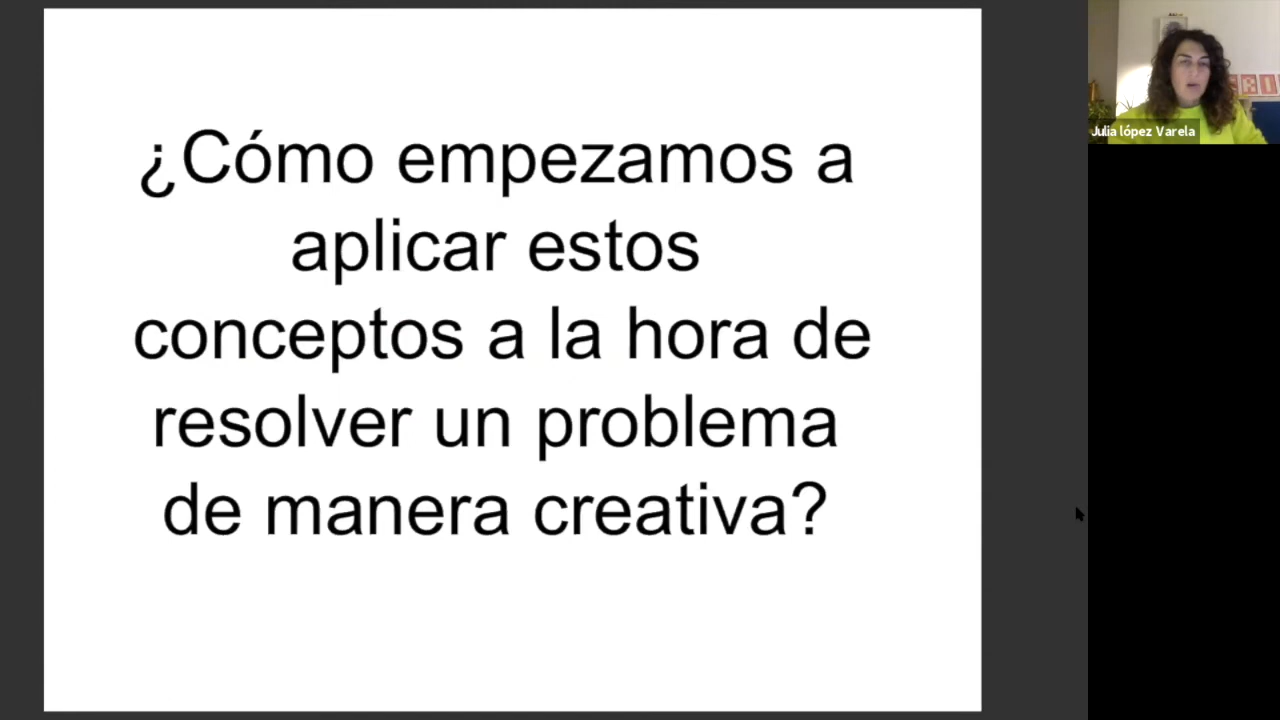 ¿Cómo empezamos a
aplicar estos
conceptos a la hora de
resolver un problema
de manera creativa?
Julia lópez Varela